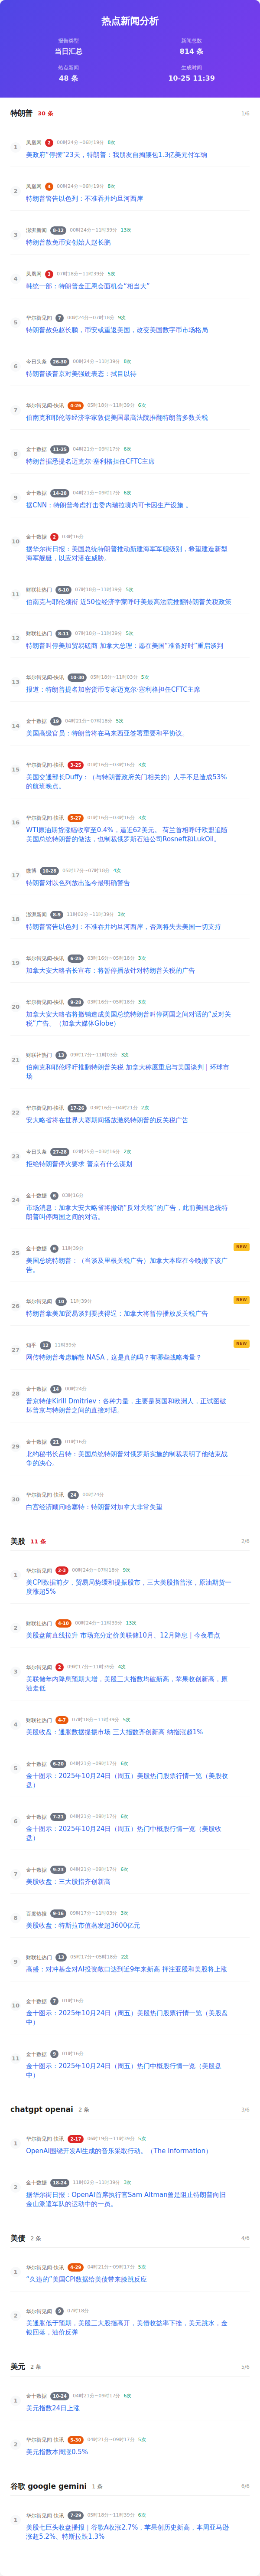 热点新闻分析
报告类型
当日汇总
新闻总数
814 条
热点新闻
48 条
生成时间
10-25 11:39
特朗普 30 条 1/6
1
凤凰网 2 00时24分~06时19分 8次
美政府“停摆”23天，特朗普：我朋友自掏腰包1.3亿美元付军饷
2
凤凰网 4 00时24分~06时19分 8次
特朗普警告以色列：不准吞并约旦河西岸
3
澎湃新闻 8-12 00时24分~11时39分 13次
特朗普赦免币安创始人赵长鹏
4
凤凰网 3 07时18分~11时39分 5次
韩统一部：特朗普金正恩会面机会“相当大”
5
华尔街见闻 7 00时24分~07时18分 9次
特朗普赦免赵长鹏，币安或重返美国，改变美国数字币市场格局
6
今日头条 26-30 00时24分~11时39分 8次
特朗普谈普京对美强硬表态：拭目以待
7
华尔街见闻-快讯 4-26 05时18分~11时39分 6次
伯南克和耶伦等经济学家敦促美国最高法院推翻特朗普多数关税
8
金十数据 11-25 04时21分~09时17分 6次
特朗普据悉提名迈克尔·塞利格担任CFTC主席
9
金十数据 14-28 04时21分~09时17分 6次
据CNN：特朗普考虑打击委内瑞拉境内可卡因生产设施 。
10
金十数据 2 03时16分
据华尔街日报：美国总统特朗普推动新建海军军舰级别，希望建造新型
海军舰艇，以应对潜在威胁。
11
财联社热门 6-10 07时18分~11时39分 5次
伯南克与耶伦领衔 近50位经济学家呼吁美最高法院推翻特朗普关税政策
12
财联社热门 8-11 07时18分~11时39分 5次
特朗普叫停美加贸易磋商 加拿大总理：愿在美国“准备好时”重启谈判
13
华尔街见闻-快讯 10-30 05时18分~11时03分 5次
报道：特朗普提名加密货币专家迈克尔·塞利格担任CFTC主席
14
金十数据 19 04时21分~07时18分 5次
美国高级官员：特朗普将在马来西亚签署重要和平协议。
15
华尔街见闻-快讯 3-25 01时16分~03时16分 3次
美国交通部长Duffy：（与特朗普政府关门相关的）人手不足造成53%
的航班晚点。
16
华尔街见闻-快讯 5-27 01时16分~03时16分 3次
WTI原油期货涨幅收窄至0.4%，逼近62美元。 荷兰首相呼吁欧盟追随
美国总统特朗普的做法，也制裁俄罗斯石油公司Rosneft和LukOil。
17
微博 10-28 05时17分~07时18分 4次
特朗普对以色列放出迄今最明确警告
18
澎湃新闻 8-9 11时02分~11时39分 3次
特朗普警告以色列：不准吞并约旦河西岸，否则将失去美国一切支持
19
华尔街见闻-快讯 6-25 03时16分~05时18分 3次
加拿大安大略省长宣布：将暂停播放针对特朗普关税的广告
20
华尔街见闻-快讯 9-28 03时16分~05时18分 3次
加拿大安大略省将撤销造成美国总统特朗普叫停两国之间对话的“反对关
税”广告。（加拿大媒体Globe）
21
财联社热门 13 09时17分~11时03分 3次
伯南克和耶伦呼吁推翻特朗普关税 加拿大称愿重启与美国谈判 | 环球市
场
22
华尔街见闻-快讯 17-26 03时16分~04时21分 2次
安大略省将在世界大赛期间播放激怒特朗普的反关税广告
23
今日头条 27-28 02时25分~03时16分 2次
拒绝特朗普停火要求 普京有什么谋划
24
金十数据 6 03时16分
市场消息：加拿大安大略省将撤销“反对关税”的广告，此前美国总统特
朗普叫停两国之间的对话。
25
金十数据 6 11时39分
NEW
美国总统特朗普：（当谈及里根关税广告）加拿大本应在今晚撤下该广
告。
26
华尔街见闻 10 11时39分
NEW
特朗普拿美加贸易谈判要挟得逞：加拿大将暂停播放反关税广告
27
知乎 12 11时39分
NEW
网传特朗普考虑解散 NASA，这是真的吗？有哪些战略考量？
28
金十数据 14 00时24分
普京特使Kirill Dmitriev：各种力量，主要是英国和欧洲人，正试图破
坏普京与特朗普之间的直接对话。
29
金十数据 21 01时16分
北约秘书长吕特：美国总统特朗普对俄罗斯实施的制裁表明了他结束战
争的决心。
30
华尔街见闻-快讯 24 00时24分
白宫经济顾问哈塞特：特朗普对加拿大非常失望
美股 11 条 2/6
1
华尔街见闻 2-3 00时24分~07时18分 9次
美CPI数据前夕，贸易局势缓和提振股市，三大美股指普涨，原油期货一
度涨超5%
2
财联社热门 4-10 00时24分~11时39分 13次
美股盘前直线拉升 市场充分定价美联储10月、12月降息 | 今夜看点
3
华尔街见闻 2 09时17分~11时39分 4次
美联储年内降息预期大增，美股三大指数均破新高，苹果收创新高，原
油走低
4
财联社热门 6-7 07时18分~11时39分 5次
美股收盘：通胀数据提振市场 三大指数齐创新高 纳指涨超1%
5
金十数据 6-20 04时21分~09时17分 6次
金十图示：2025年10月24日（周五）美股热门股票行情一览（美股收
盘）
6
金十数据 7-21 04时21分~09时17分 6次
金十图示：2025年10月24日（周五）热门中概股行情一览（美股收
盘）
7
金十数据 9-23 04时21分~09时17分 6次
美股收盘：三大股指齐创新高
8
百度热搜 9-16 09时17分~11时03分 3次
美股收盘：特斯拉市值蒸发超3600亿元
9
财联社热门 13 05时17分~05时18分 2次
高盛：对冲基金对AI投资敞口达到近9年来新高 押注亚股和美股将上涨
10
金十数据 7 01时16分
金十图示：2025年10月24日（周五）美股热门股票行情一览（美股盘
中）
11
金十数据 9 01时16分
金十图示：2025年10月24日（周五）热门中概股行情一览（美股盘
中）
chatgpt openai 2 条 3/6
1
华尔街见闻-快讯 2-17 06时19分~11时39分 5次
OpenAI围绕开发AI生成的音乐采取行动。（The Information）
2
金十数据 18-24 11时02分~11时39分 3次
据华尔街日报：OpenAI首席执行官Sam Altman曾是阻止特朗普向旧
金山派遣军队的运动中的一员。
美债 2 条 4/6
1
华尔街见闻-快讯 4-29 04时21分~09时17分 5次
“久违的”美国CPI数据给美债带来膝跳反应
2
华尔街见闻 9 07时18分
美通胀低于预期，美股三大股指高开，美债收益率下挫，美元跳水，金
银回落，油价反弹
美元 2 条 5/6
1
金十数据 10-24 04时21分~09时17分 6次
美元指数24日上涨
2
华尔街见闻-快讯 5-30 04时21分~09时17分 5次
美元指数本周涨0.5%
谷歌 google gemini 1 条 6/6
1
华尔街见闻-快讯 7-29 05时18分~11时39分 6次
美股七巨头收盘播报｜谷歌A收涨2.7%，苹果创历史新高，本周亚马逊
涨超5.2%、特斯拉跌1.3%